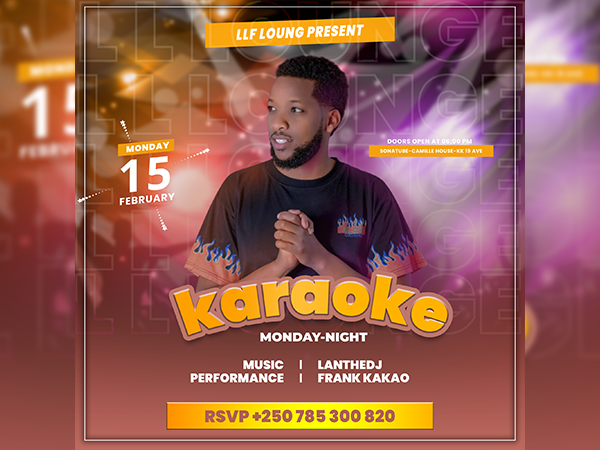 LLF LOUNG PRESENT
MONDAY
15
FEBRUARY
DOORS OPEN AT 06:00 PM
SONATUBE-CAMILLE HOUSE-KK 19 AVE
karaoke
MONDAY-NIGHT
MUSIC | LANTHEDJ
PERFORMANCE | FRANK KAKAO
RSVP +250 785 300 820